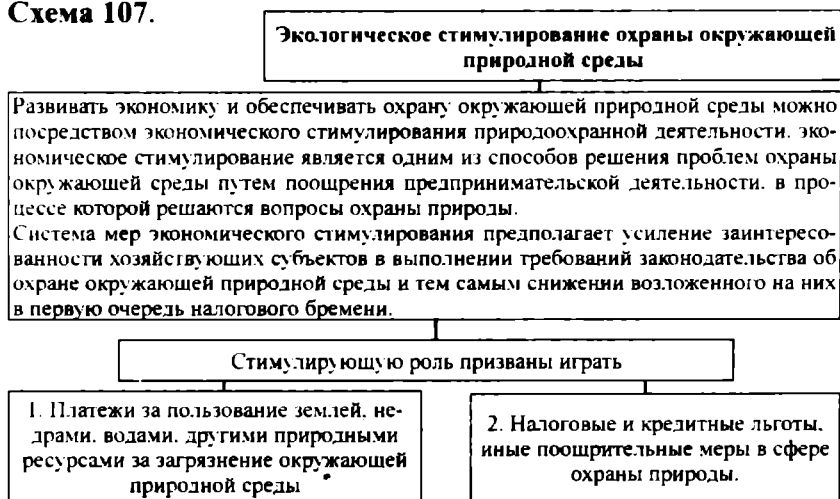 Схема 107.
Экологическое стимулирование охраны окружающей
природной среды
Развивать экономику и обеспечивать охрану окружающей природной среды можно
посредством экономического стимулирования природоохранной деятельности. эко-
номическое стимулирование является одним из способов решения проблем охраны
окружающей среды путем поощрения предпринимательской деятельности. в про-
цессе которой решаются вопросы охраны природы.
Система мер экономического стимулирования предполагает усиление заинтересо-
ванности хозяйствующих субъектов в выполнении требований законодательства об
охране окружающей природной среды и тем самым снижении возложенного на них
в первую очередь налогового бремени.
Стимулирующую роль призваны играть
1. Платежи за пользование землей, не-
драми. водами. другими природными
ресурсами за загрязнение окружающей
природной среды
2. Налоговые и кредитные льготы.
иные поощрительные меры в сфере
охраны природы.